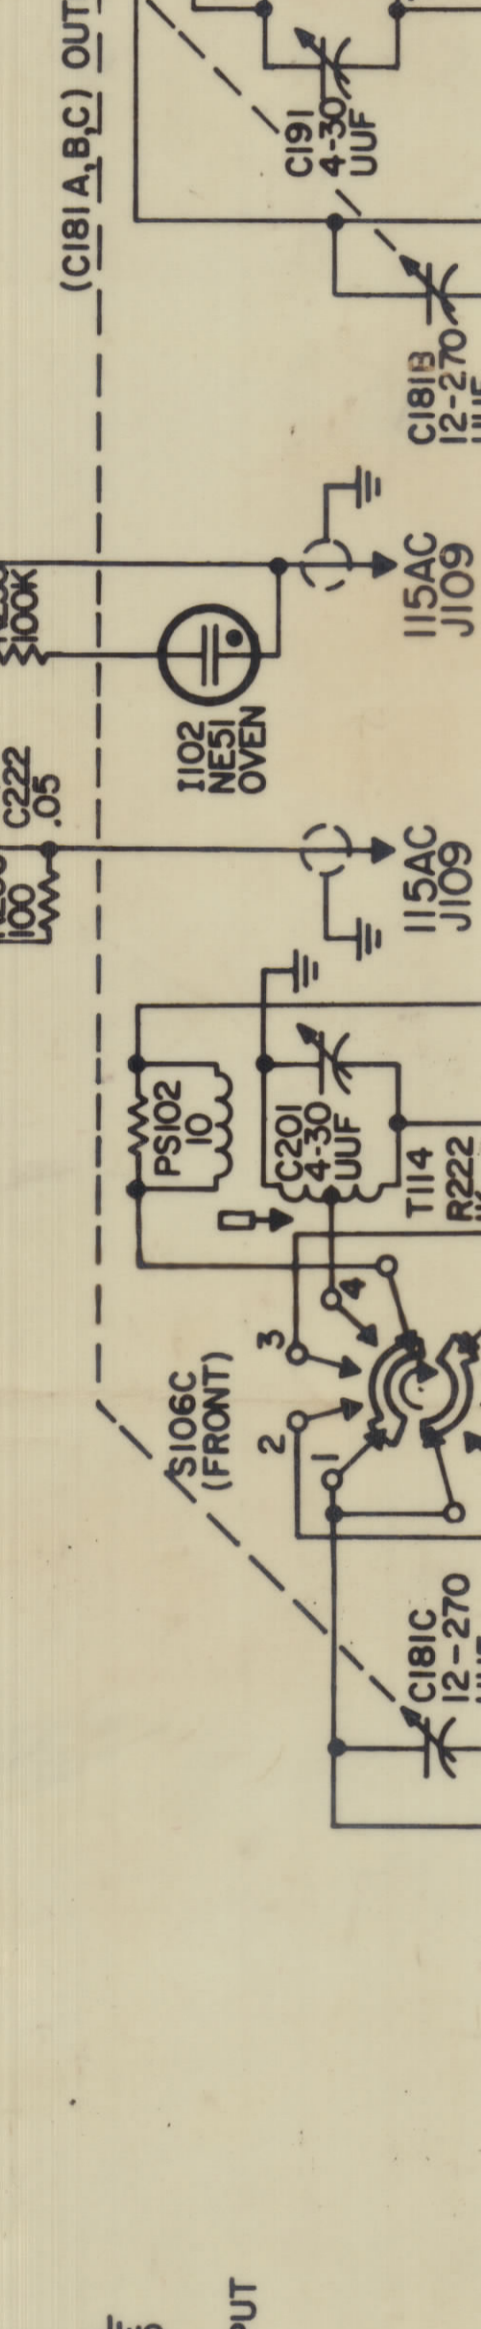 (C181A,B,C) OUT
C191
4-30
UUF
C181B
12-270
100K
115AC
J109
I102
NE51
OVEN
C222
.05
100
115AC
J109
PS102
10
C201
4-30
UUF
T114
R222
4
3
2
1
S106C
(FRONT)
C181C
12-270
PUT